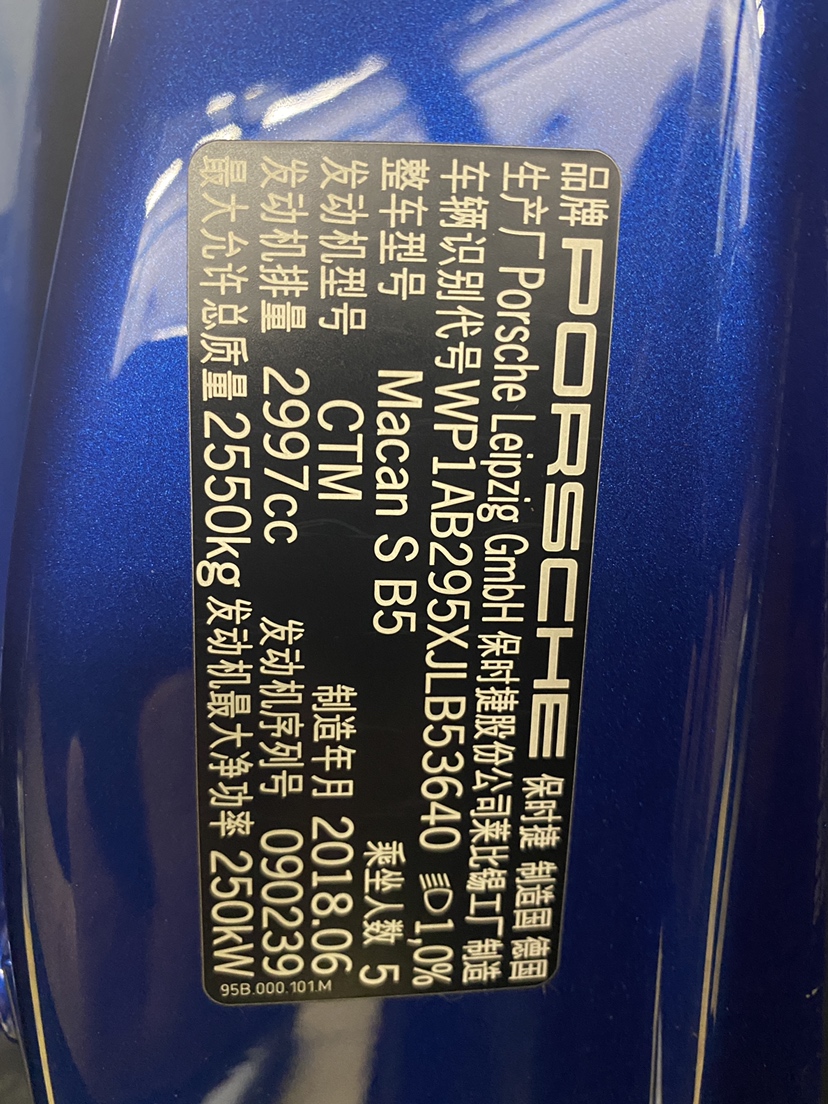 品牌 PORSCHE 保时捷 制造国 德国
生产厂 Porsche Leipzig GmbH 保时捷股份公司莱比锡工厂 制造
车辆识别代号 WP1AB295XJLB53640 1,0%
整车型号 Macan S B5 乘坐人数 5
发动机型号 CTM 制造年月 2018.06
发动机排量 2997cc 发动机序列号 090239
最大允许总质量 2550kg 发动机最大净功率 250kW
95B.000.101.M